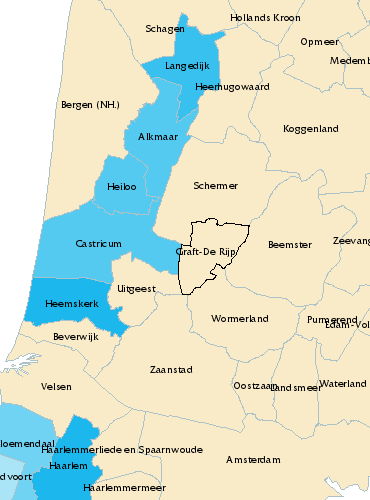 Hollands Kroon
Schagen
Opmeer
Medemb
Langedijk
Heerhugowaard
Bergen (NH.)
Koggenland
Alkmaar
Heiloo
Schermer
Castricum
Graft-De Rijp
Beemster
Zeevang
Uitgeest
Heemskerk
Wormerland
Purmerend
Edam-Vol
Beverwijk
Zaanstad
Velsen
Oostzaan
Landsmeer
Waterland
loemendaal
Haarlemmerliede en Spaarnwoude
Haarlem
Amsterdam
dvoort
Haarlemmermeer